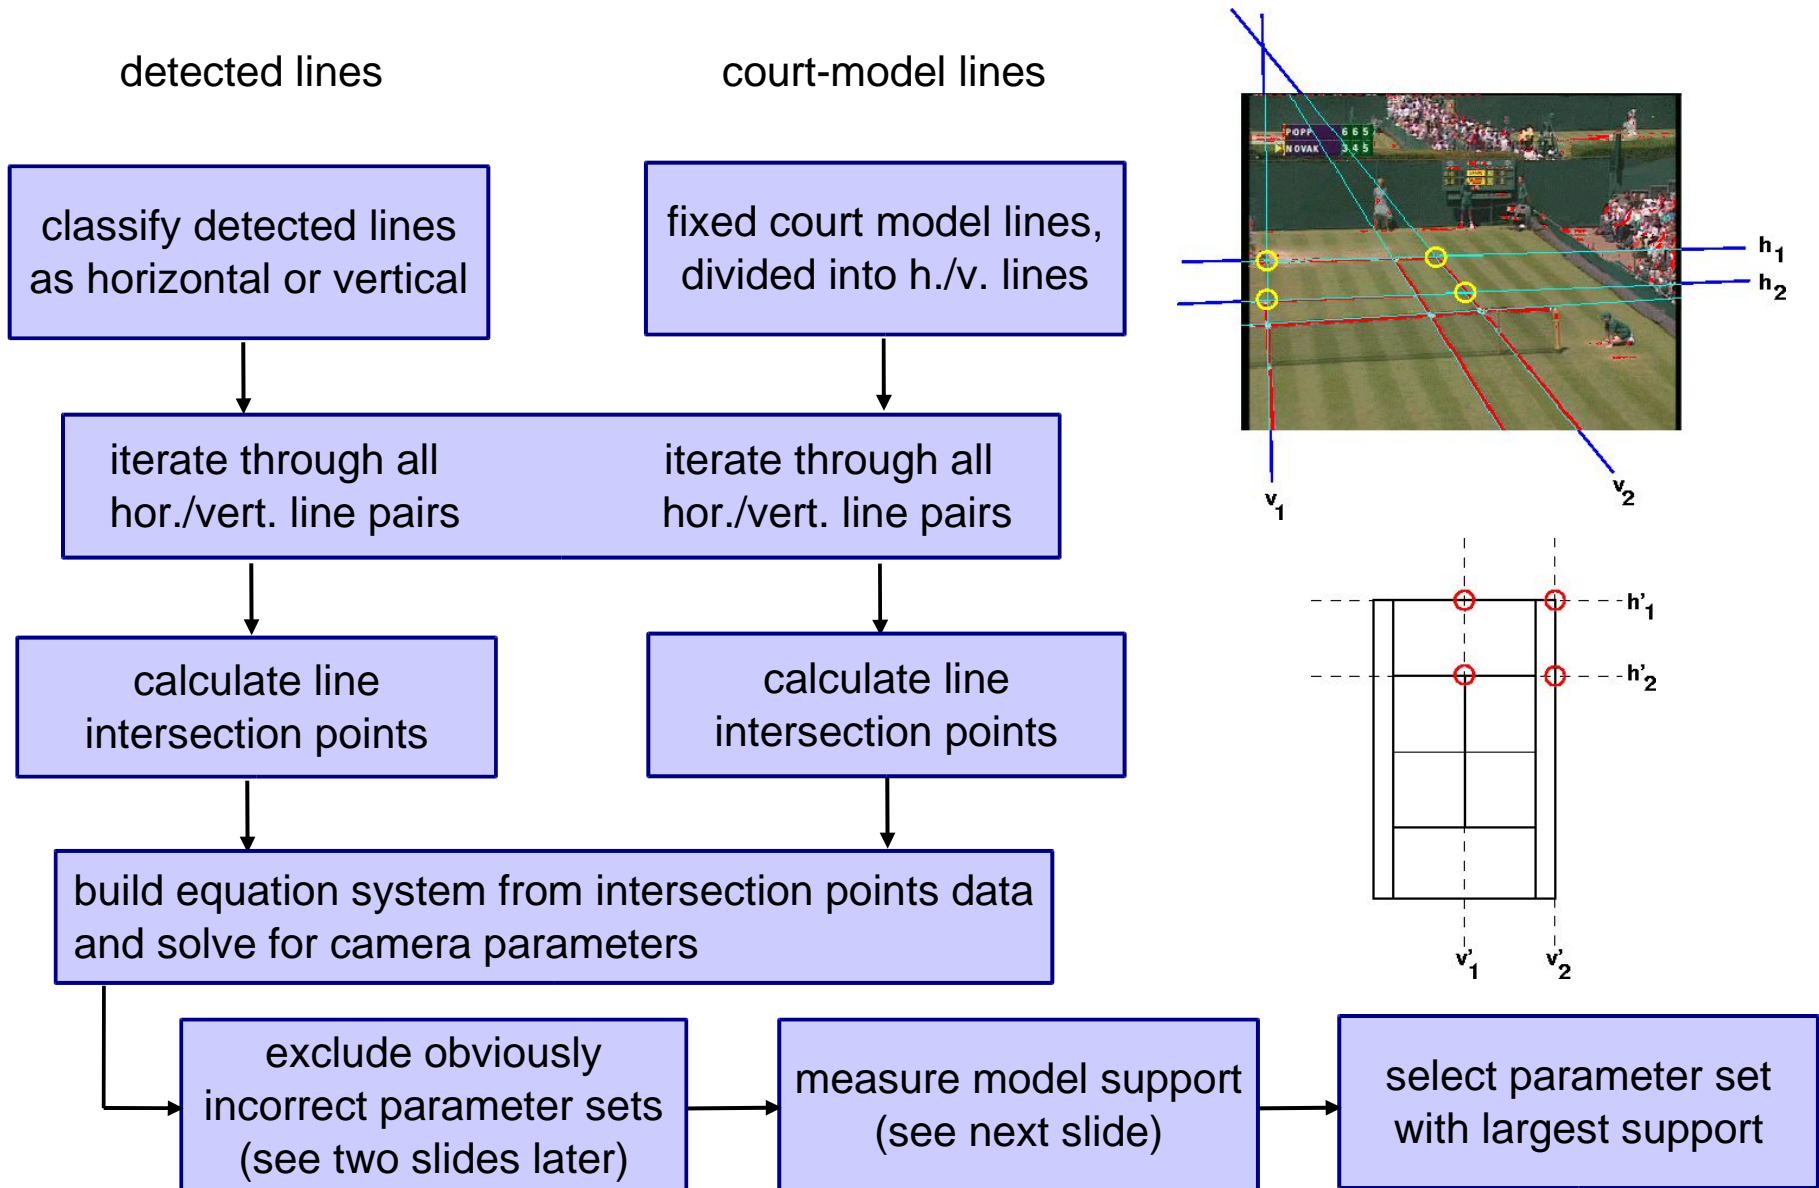 detected lines
court-model lines
classify detected lines
as horizontal or vertical
fixed court model lines,
divided into h./v. lines
iterate through all
hor./vert. line pairs
iterate through all
hor./vert. line pairs
calculate line
intersection points
calculate line
intersection points
build equation system from intersection points data
and solve for camera parameters
exclude obviously
incorrect parameter sets
(see two slides later)
measure model support
(see next slide)
select parameter set
with largest support
POPP 6 6 5
NOVAK 3 4 5
h1
h2
v1
v2
h'1
h'2
v'1
v'2